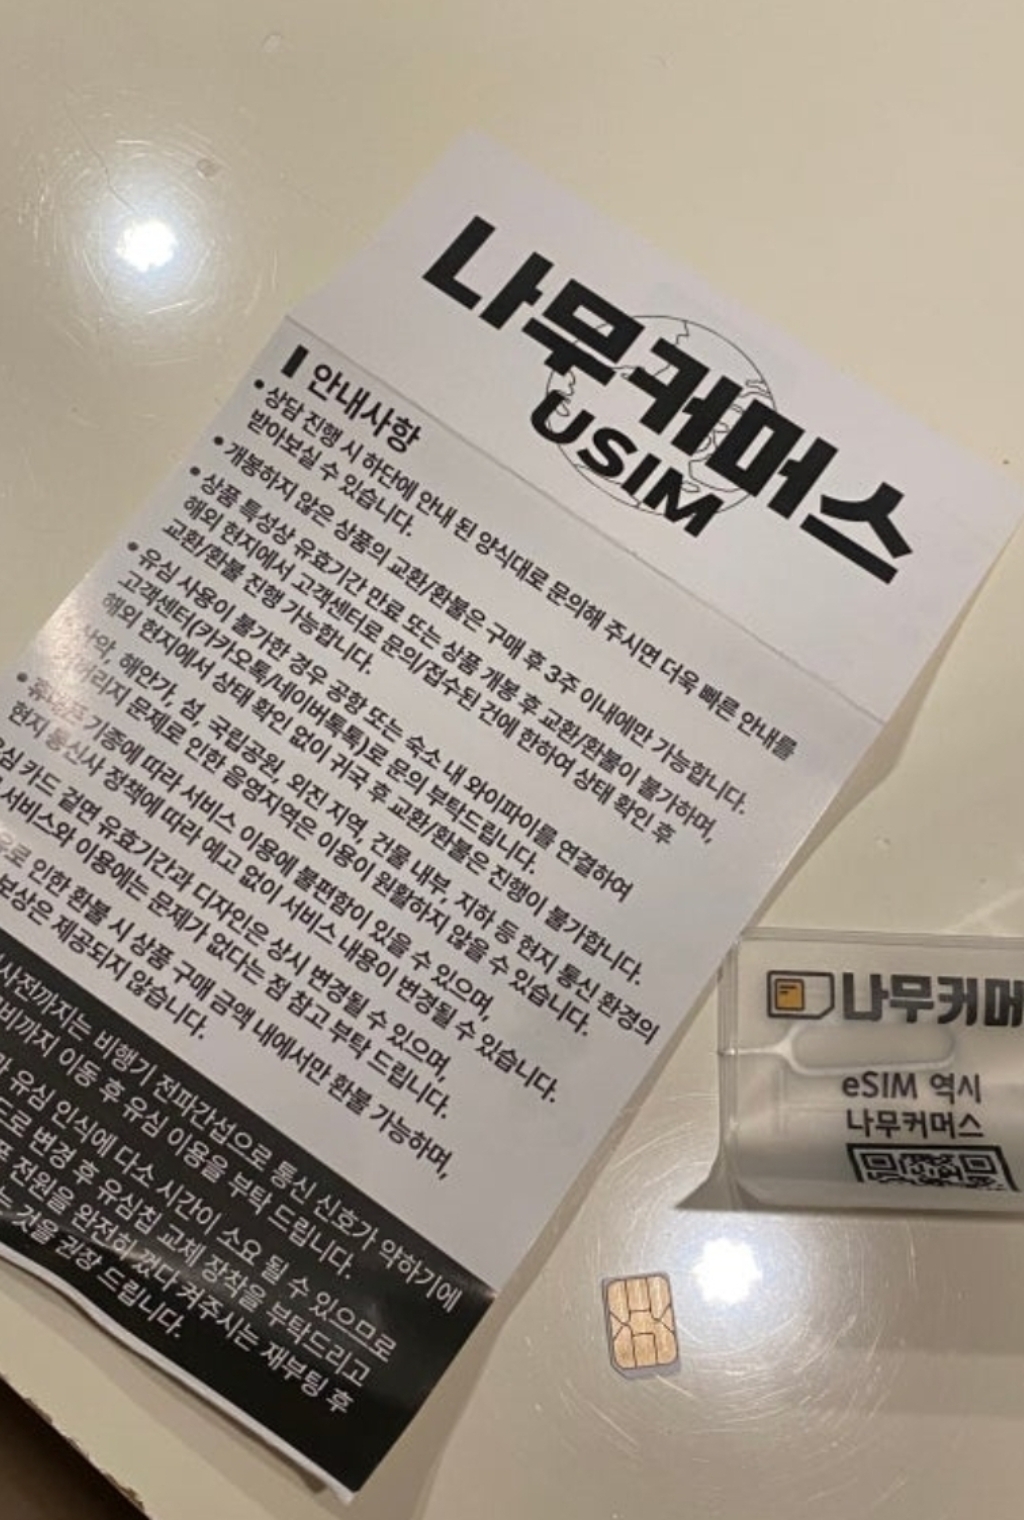 나무커머스
USIM
안내사항
• 상담 진행 시 하단에 안내 된 양식대로 문의해 주시면 더욱 빠른 안내를
받아보실 수 있습니다.
• 개봉하지 않은 상품의 교환/환불은 구매 후 3주 이내에만 가능합니다.
• 상품 특성상 유효기간 만료 또는 상품 개봉 후 교환/환불이 불가하며,
해외 현지에서 고객센터로 문의/접수된 건에 한하여 상태 확인 후
교환/환불 진행 가능합니다.
• 유심 사용이 불가한 경우 공항 또는 숙소 내 와이파이를 연결하여
고객센터(카카오톡/네이버톡톡)로 문의 부탁드립니다.
해외 현지에서 상태 확인 없이 귀국 후 교환/환불은 진행이 불가합니다.
해안가, 섬, 국립공원, 외진 지역, 건물 내부, 지하 등 현지 통신 환경의
문제로 인한 음영지역은 이용이 원활하지 않을 수 있습니다.
• 기종에 따라 서비스 이용에 불편함이 있을 수 있으며,
현지 통신사 정책에 따라 예고 없이 서비스 내용이 변경될 수 있습니다.
카드 겉면 유효기간과 디자인은 상시 변경될 수 있으며,
서비스와 이용에는 문제가 없다는 점 참고 부탁 드립니다.
인한 환불 시 상품 구매 금액 내에서만 환불 가능하며,
보상은 제공되지 않습니다.
사전까지는 비행기 전파간섭으로 통신 신호가 약하기에
이동 후 유심 이용을 부탁 드립니다.
유심 인식에 다소 시간이 소요 될 수 있으므로
변경 후 유심칩 교체 장착을 부탁드리고
전원을 완전히 껐다 켜주시는 재부팅 후
것을 권장 드립니다.
나무커머
eSIM 역시
나무커머스